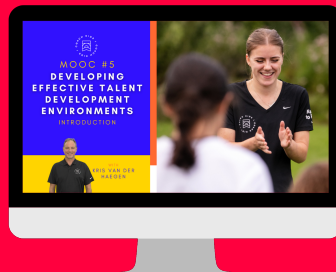 MOOC #5
DEVELOPING
EFFECTIVE TALENT
DEVELOPMENT
ENVIRONMENTS
INTRODUCTION
WITH
KRIS VAN DER
HAEGEN